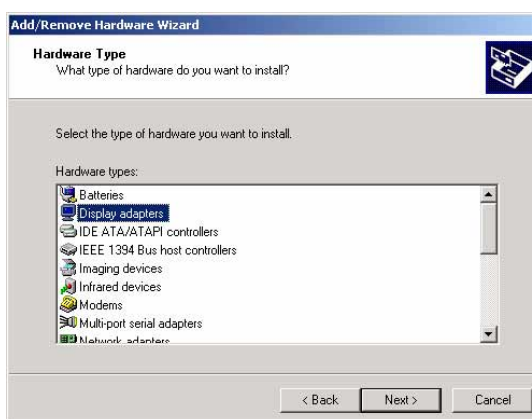 Add/Remove Hardware Wizard
Hardware Type
What type of hardware do you want to install?
Select the type of hardware you want to install.
Hardware types:
Batteries
Display adapters
IDE ATA/ATAPI controllers
IEEE 1394 Bus host controllers
Imaging devices
Infrared devices
Modems
Multi-port serial adapters
Network adapters
< Back
Next >
Cancel